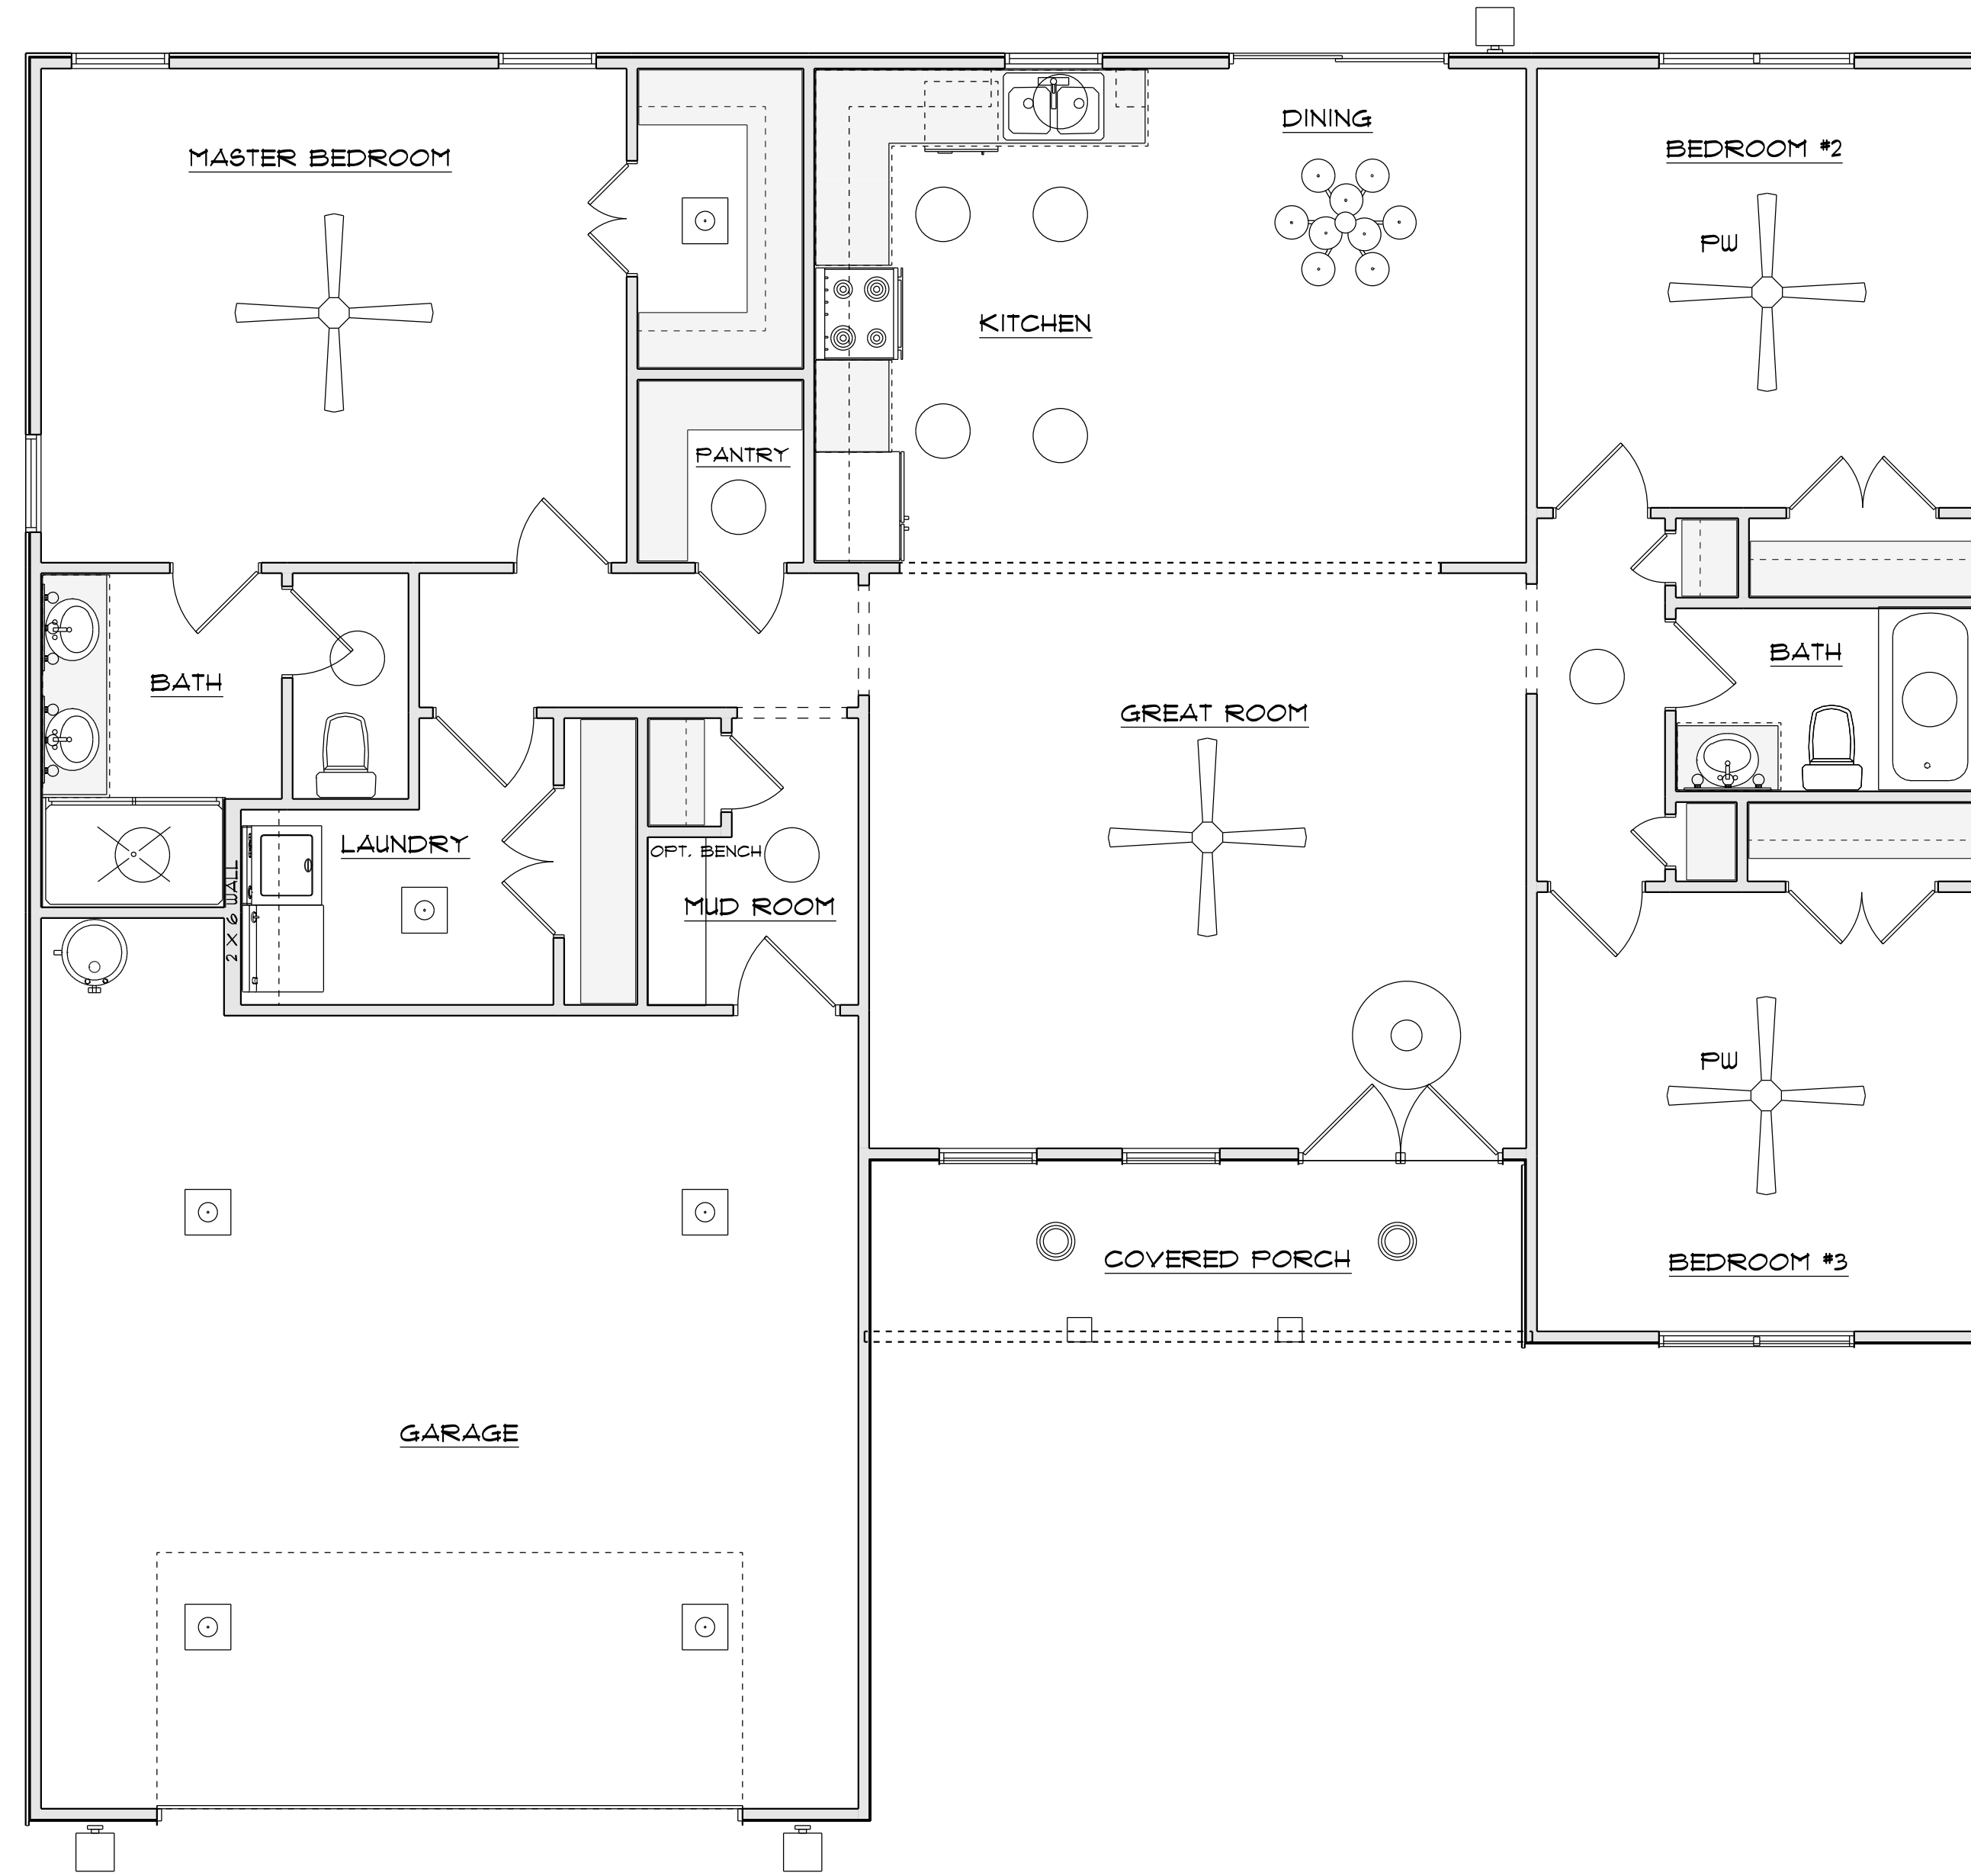 DINING
MASTER BEDROOM
BEDROOM #2
PW
KITCHEN
PANTRY
BATH
BATH
GREAT ROOM
LAUNDRY
OPT. BENCH
2 X 6 WALL
MUD ROOM
PW
COVERED PORCH
BEDROOM #3
GARAGE